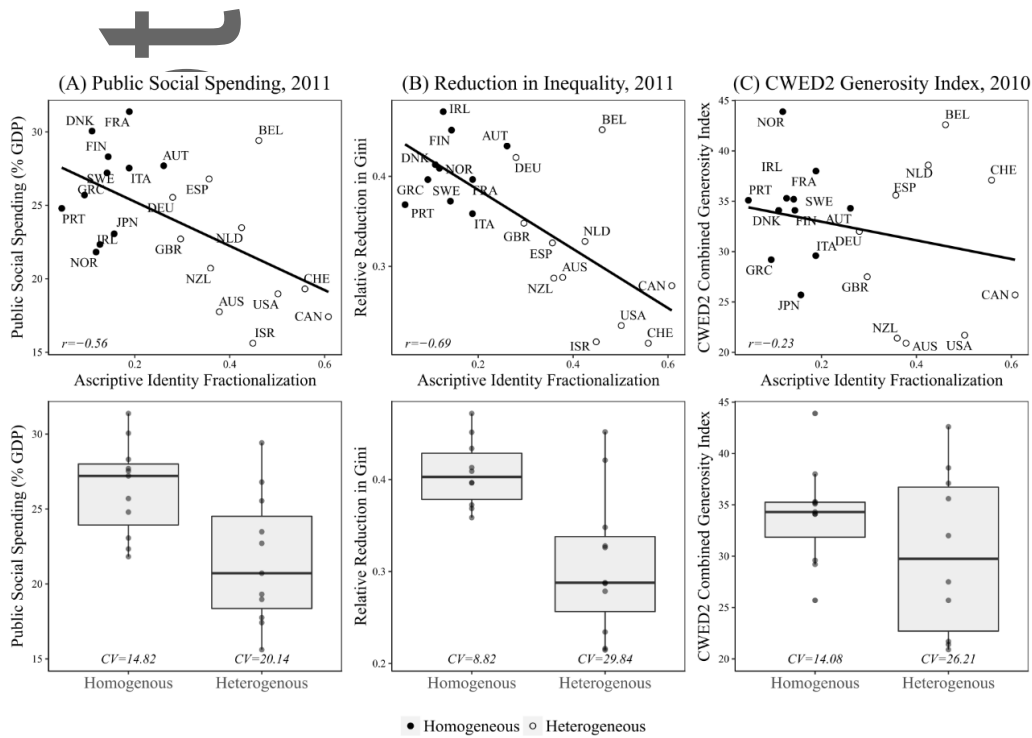 t
(A) Public Social Spending, 2011
Public Social Spending (% GDP)
30
25
20
15
DNK
FRA
FIN
AUT
BEL
SWE
ITA
GRC
ESP
DEU
PRT
JPN
IRL
NOR
GBR
NLD
NZL
AUS
USA
CHE
CAN
ISR
r=−0.56
0.2
0.4
0.6
Ascriptive Identity Fractionalization
(B) Reduction in Inequality, 2011
Relative Reduction in Gini
0.4
0.3
IRL
FIN
AUT
BEL
DEU
DNK
NOR
GRC
SWE
FRA
PRT
ITA
GBR
ESP
NLD
NZL
AUS
CAN
USA
ISR
CHE
r=−0.69
0.2
0.4
0.6
Ascriptive Identity Fractionalization
(C) CWED2 Generosity Index, 2010
CWED2 Combined Generosity Index
45
40
35
30
25
20
NOR
BEL
IRL
FRA
NLD
CHE
PRT
SWE
ESP
DNK
FIN
AUT
DEU
ITA
GRC
GBR
JPN
CAN
NZL
AUS
USA
r=−0.23
0.2
0.4
0.6
Ascriptive Identity Fractionalization
Public Social Spending (% GDP)
30
25
20
15
CV=14.82
CV=20.14
Homogenous
Heterogenous
Relative Reduction in Gini
0.4
0.3
0.2
CV=8.82
CV=29.84
Homogenous
Heterogenous
CWED2 Combined Generosity Index
45
40
35
30
25
20
CV=14.08
CV=26.21
Homogenous
Heterogenous
Homogeneous Heterogeneous